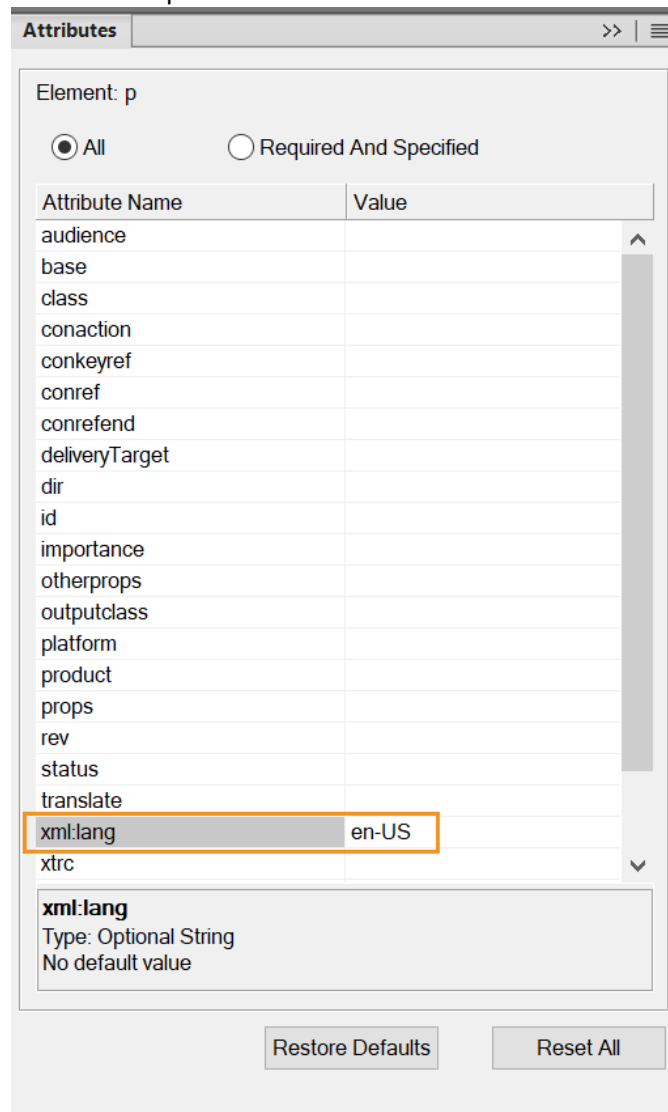 Attributes
>>
Element: p
All
Required And Specified
Attribute Name Value
audience
base
class
conaction
conkeyref
conref
conrefend
deliveryTarget
dir
id
importance
otherprops
outputclass
platform
product
props
rev
status
translate
xml:lang en-US
xtrc
xml:lang
Type: Optional String
No default value
Restore Defaults Reset All